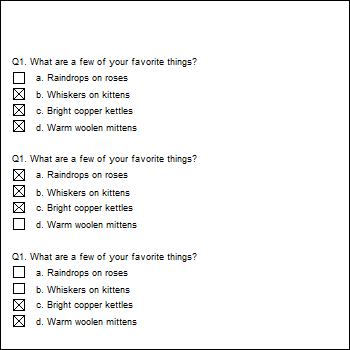 Q1. What are a few of your favorite things?
a. Raindrops on roses
b. Whiskers on kittens
c. Bright copper kettles
d. Warm woolen mittens
Q1. What are a few of your favorite things?
a. Raindrops on roses
b. Whiskers on kittens
c. Bright copper kettles
d. Warm woolen mittens
Q1. What are a few of your favorite things?
a. Raindrops on roses
b. Whiskers on kittens
c. Bright copper kettles
d. Warm woolen mittens